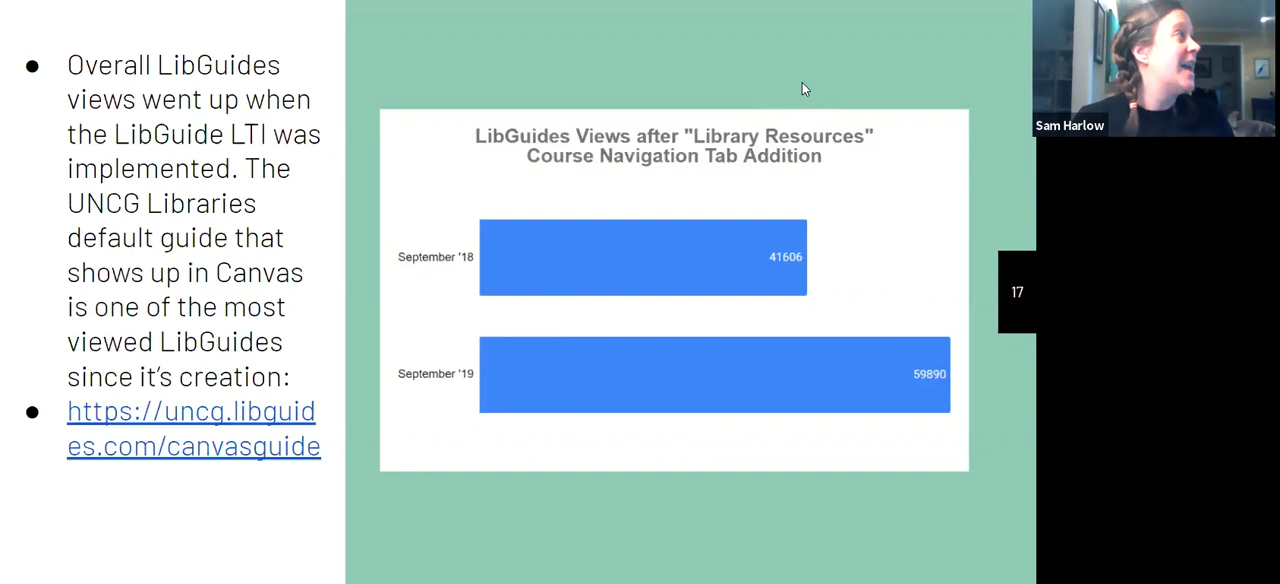 Overall LibGuides
views went up when
the LibGuide LTI was
implemented. The
UNCG Libraries
default guide that
shows up in Canvas
is one of the most
viewed LibGuides
since it’s creation:
https://uncg.libguid
es.com/canvasguide
LibGuides Views after "Library Resources"
Course Navigation Tab Addition
September '18
41606
September '19
59890
17
Sam Harlow